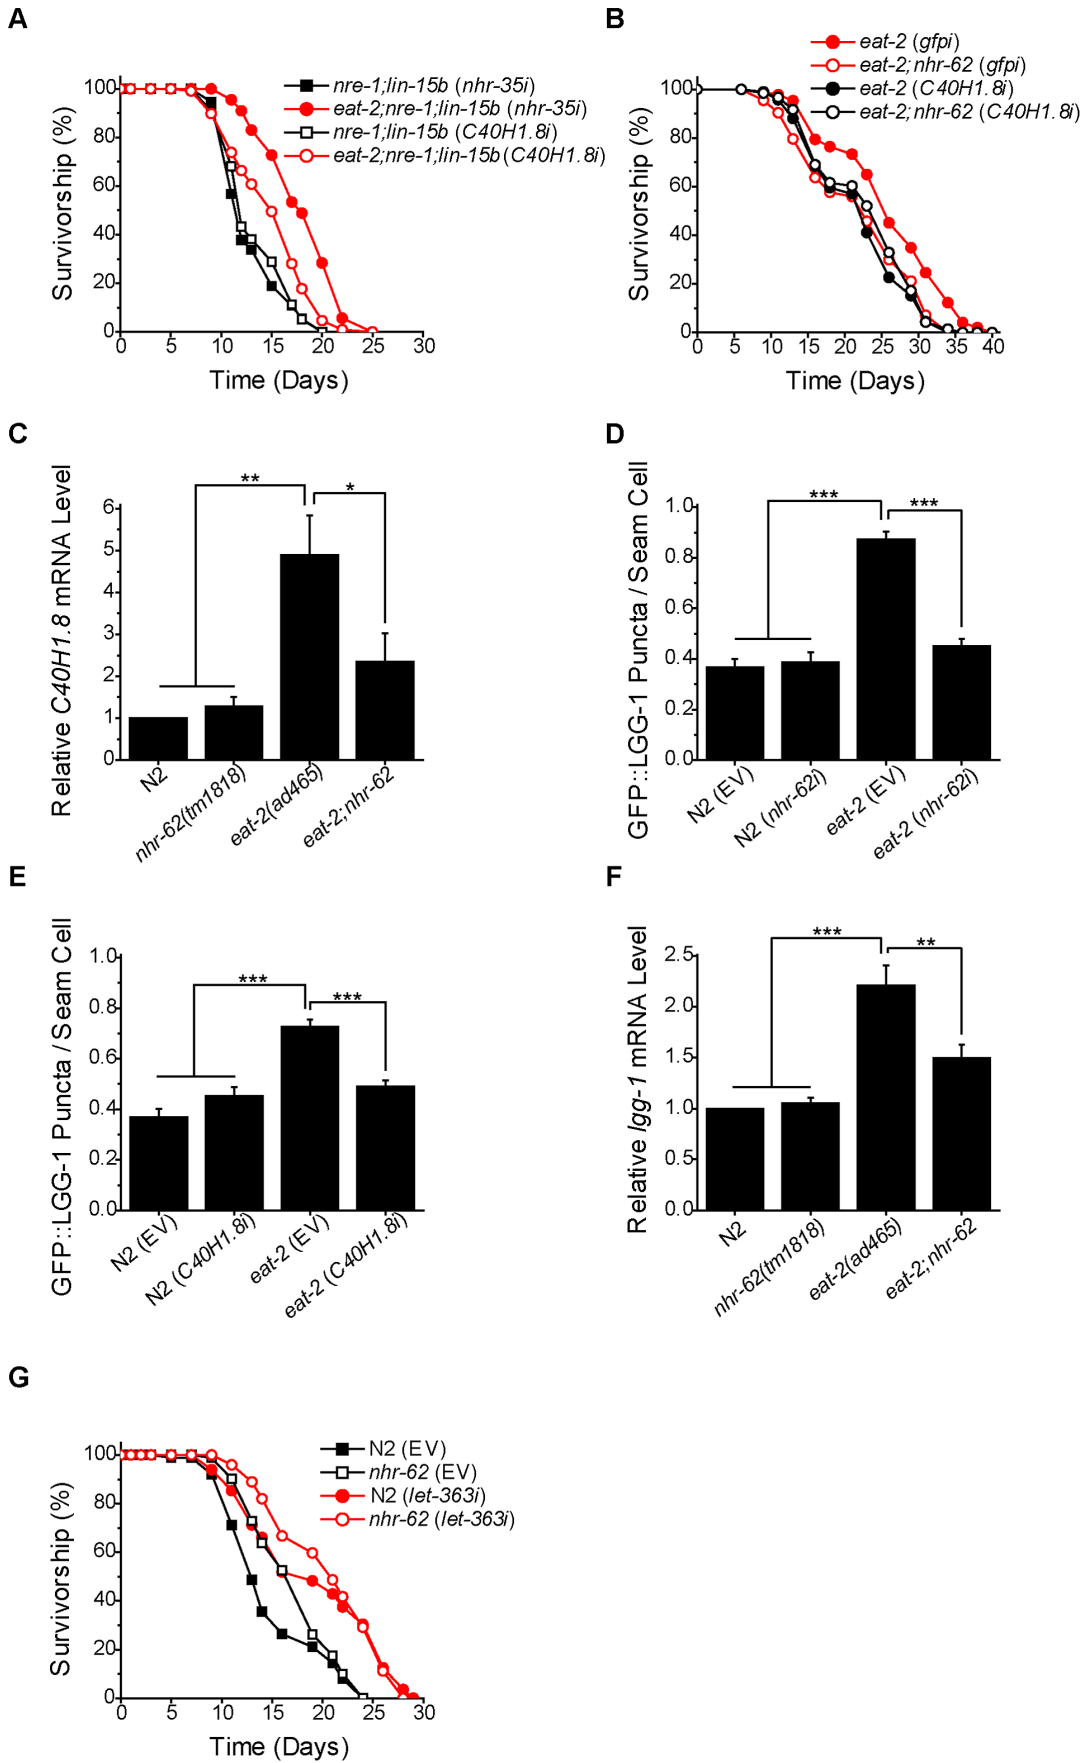 A
nre-1;lin-15b (nhr-35i)
eat-2;nre-1;lin-15b (nhr-35i)
nre-1;lin-15b (C40H1.8i)
eat-2;nre-1;lin-15b(C40H1.8i)
Survivorship (%)
100
80
60
40
20
0
0 5 10 15 20 25 30
Time (Days)
B
eat-2 (gfpi)
eat-2;nhr-62 (gfpi)
eat-2 (C40H1.8i)
eat-2;nhr-62 (C40H1.8i)
Survivorship (%)
100
80
60
40
20
0
0 5 10 15 20 25 30 35 40
Time (Days)
C
Relative C40H1.8 mRNA Level
6
5
4
3
2
1
0
**
*
N2
nhr-62(tm1818)
eat-2(ad465)
eat-2;nhr-62
D
GFP::LGG-1 Puncta / Seam Cell
1.0
0.8
0.6
0.4
0.2
0.0
***
***
N2 (EV)
N2 (nhr-62i)
eat-2 (EV)
eat-2 (nhr-62i)
E
GFP::LGG-1 Puncta / Seam Cell
1.0
0.8
0.6
0.4
0.2
0.0
***
***
N2 (EV)
N2 (C40H1.8i)
eat-2 (EV)
eat-2 (C40H1.8i)
F
Relative lgg-1 mRNA Level
2.5
2.0
1.5
1.0
0.5
0.0
***
**
N2
nhr-62(tm1818)
eat-2(ad465)
eat-2;nhr-62
G
N2 (EV)
nhr-62 (EV)
N2 (let-363i)
nhr-62 (let-363i)
Survivorship (%)
100
80
60
40
20
0
0 5 10 15 20 25 30
Time (Days)